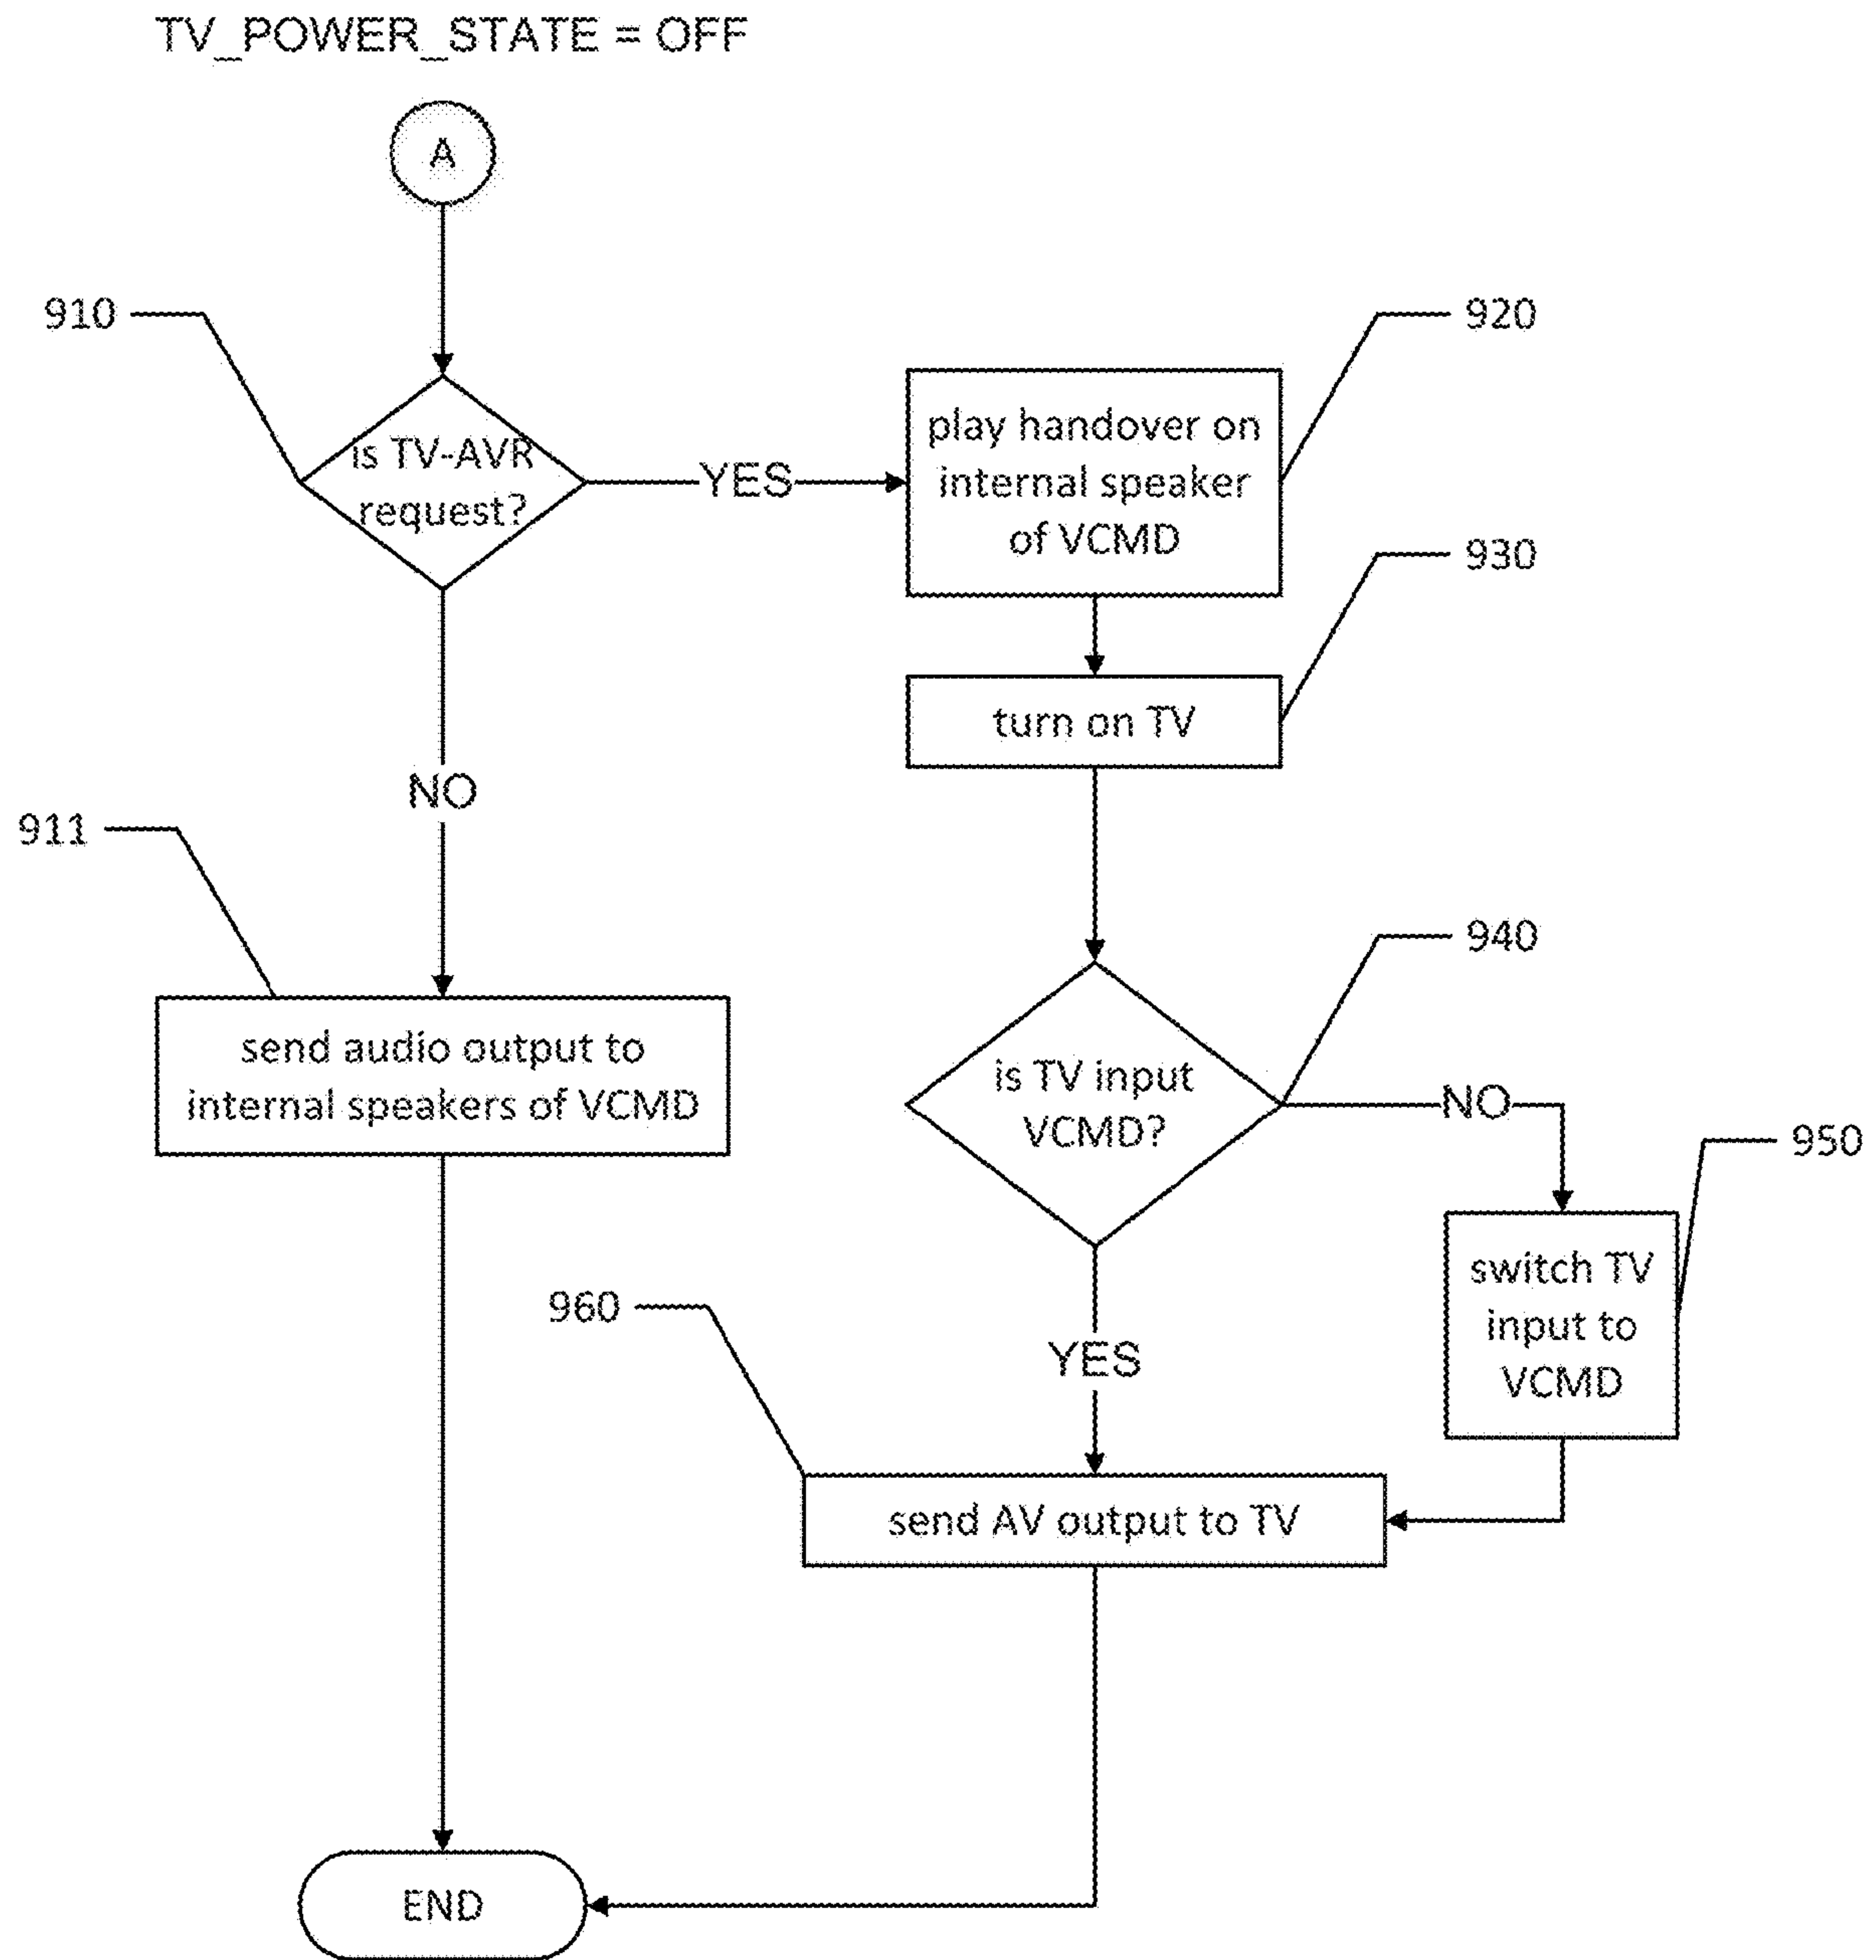 TV_POWER_STATE = OFF
A
910
is TV-AVR
request?
YES
920
play handover on
internal speaker
of VCMD
930
turn on TV
NO
911
send audio output to
internal speakers of VCMD
940
is TV input
VCMD?
NO
950
switch TV
input to
VCMD
YES
960
send AV output to TV
END